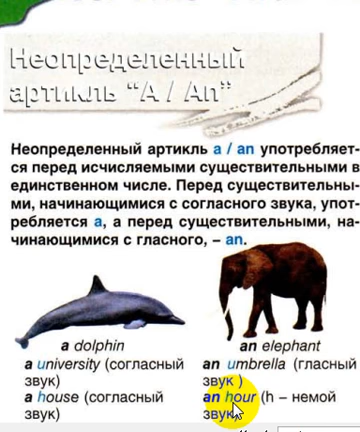 Неопределенный
артикль “A / An”
Неопределенный артикль a / an употребляет-
ся перед исчисляемыми существительными в
единственном числе. Перед существительны-
ми, начинающимися с согласного звука, упот-
ребляется a, а перед существительными, на-
чинающимися с гласного, – an.
a dolphin
a university (согласный
звук)
a house (согласный
звук)
an elephant
an umbrella (гласный
звук )
an hour (h – немой
звук)